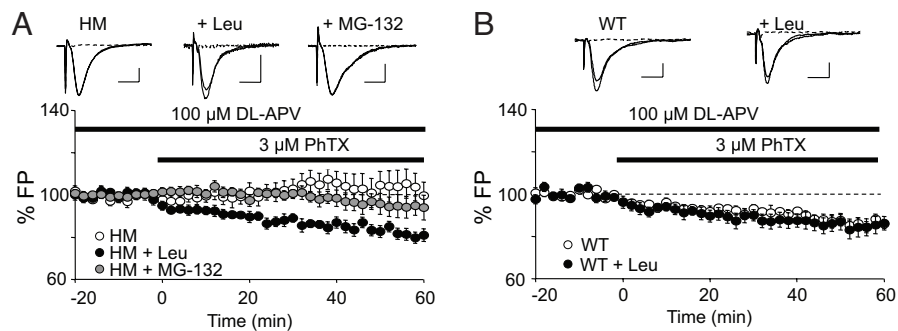 A
HM
+ Leu
+ MG-132
140
100 µM DL-APV
3 µM PhTX
100
% FP
HM
HM + Leu
HM + MG-132
60
-20
0
20
40
60
Time (min)
B
WT
+ Leu
140
100 µM DL-APV
3 µM PhTX
100
% FP
WT
WT + Leu
60
-20
0
20
40
60
Time (min)